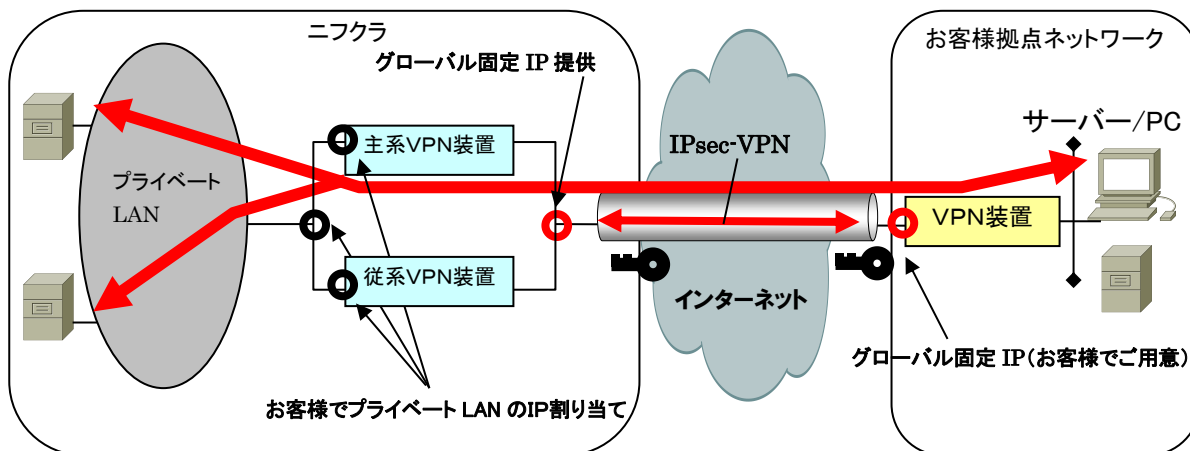 ニフクラ
グローバル固定 IP 提供
お客様拠点ネットワーク
サーバー/PC
主系VPN装置
IPsec-VPN
プライベート
LAN
VPN装置
従系VPN装置
インターネット
グローバル固定 IP(お客様でご用意)
お客様でプライベート LAN のIP割り当て